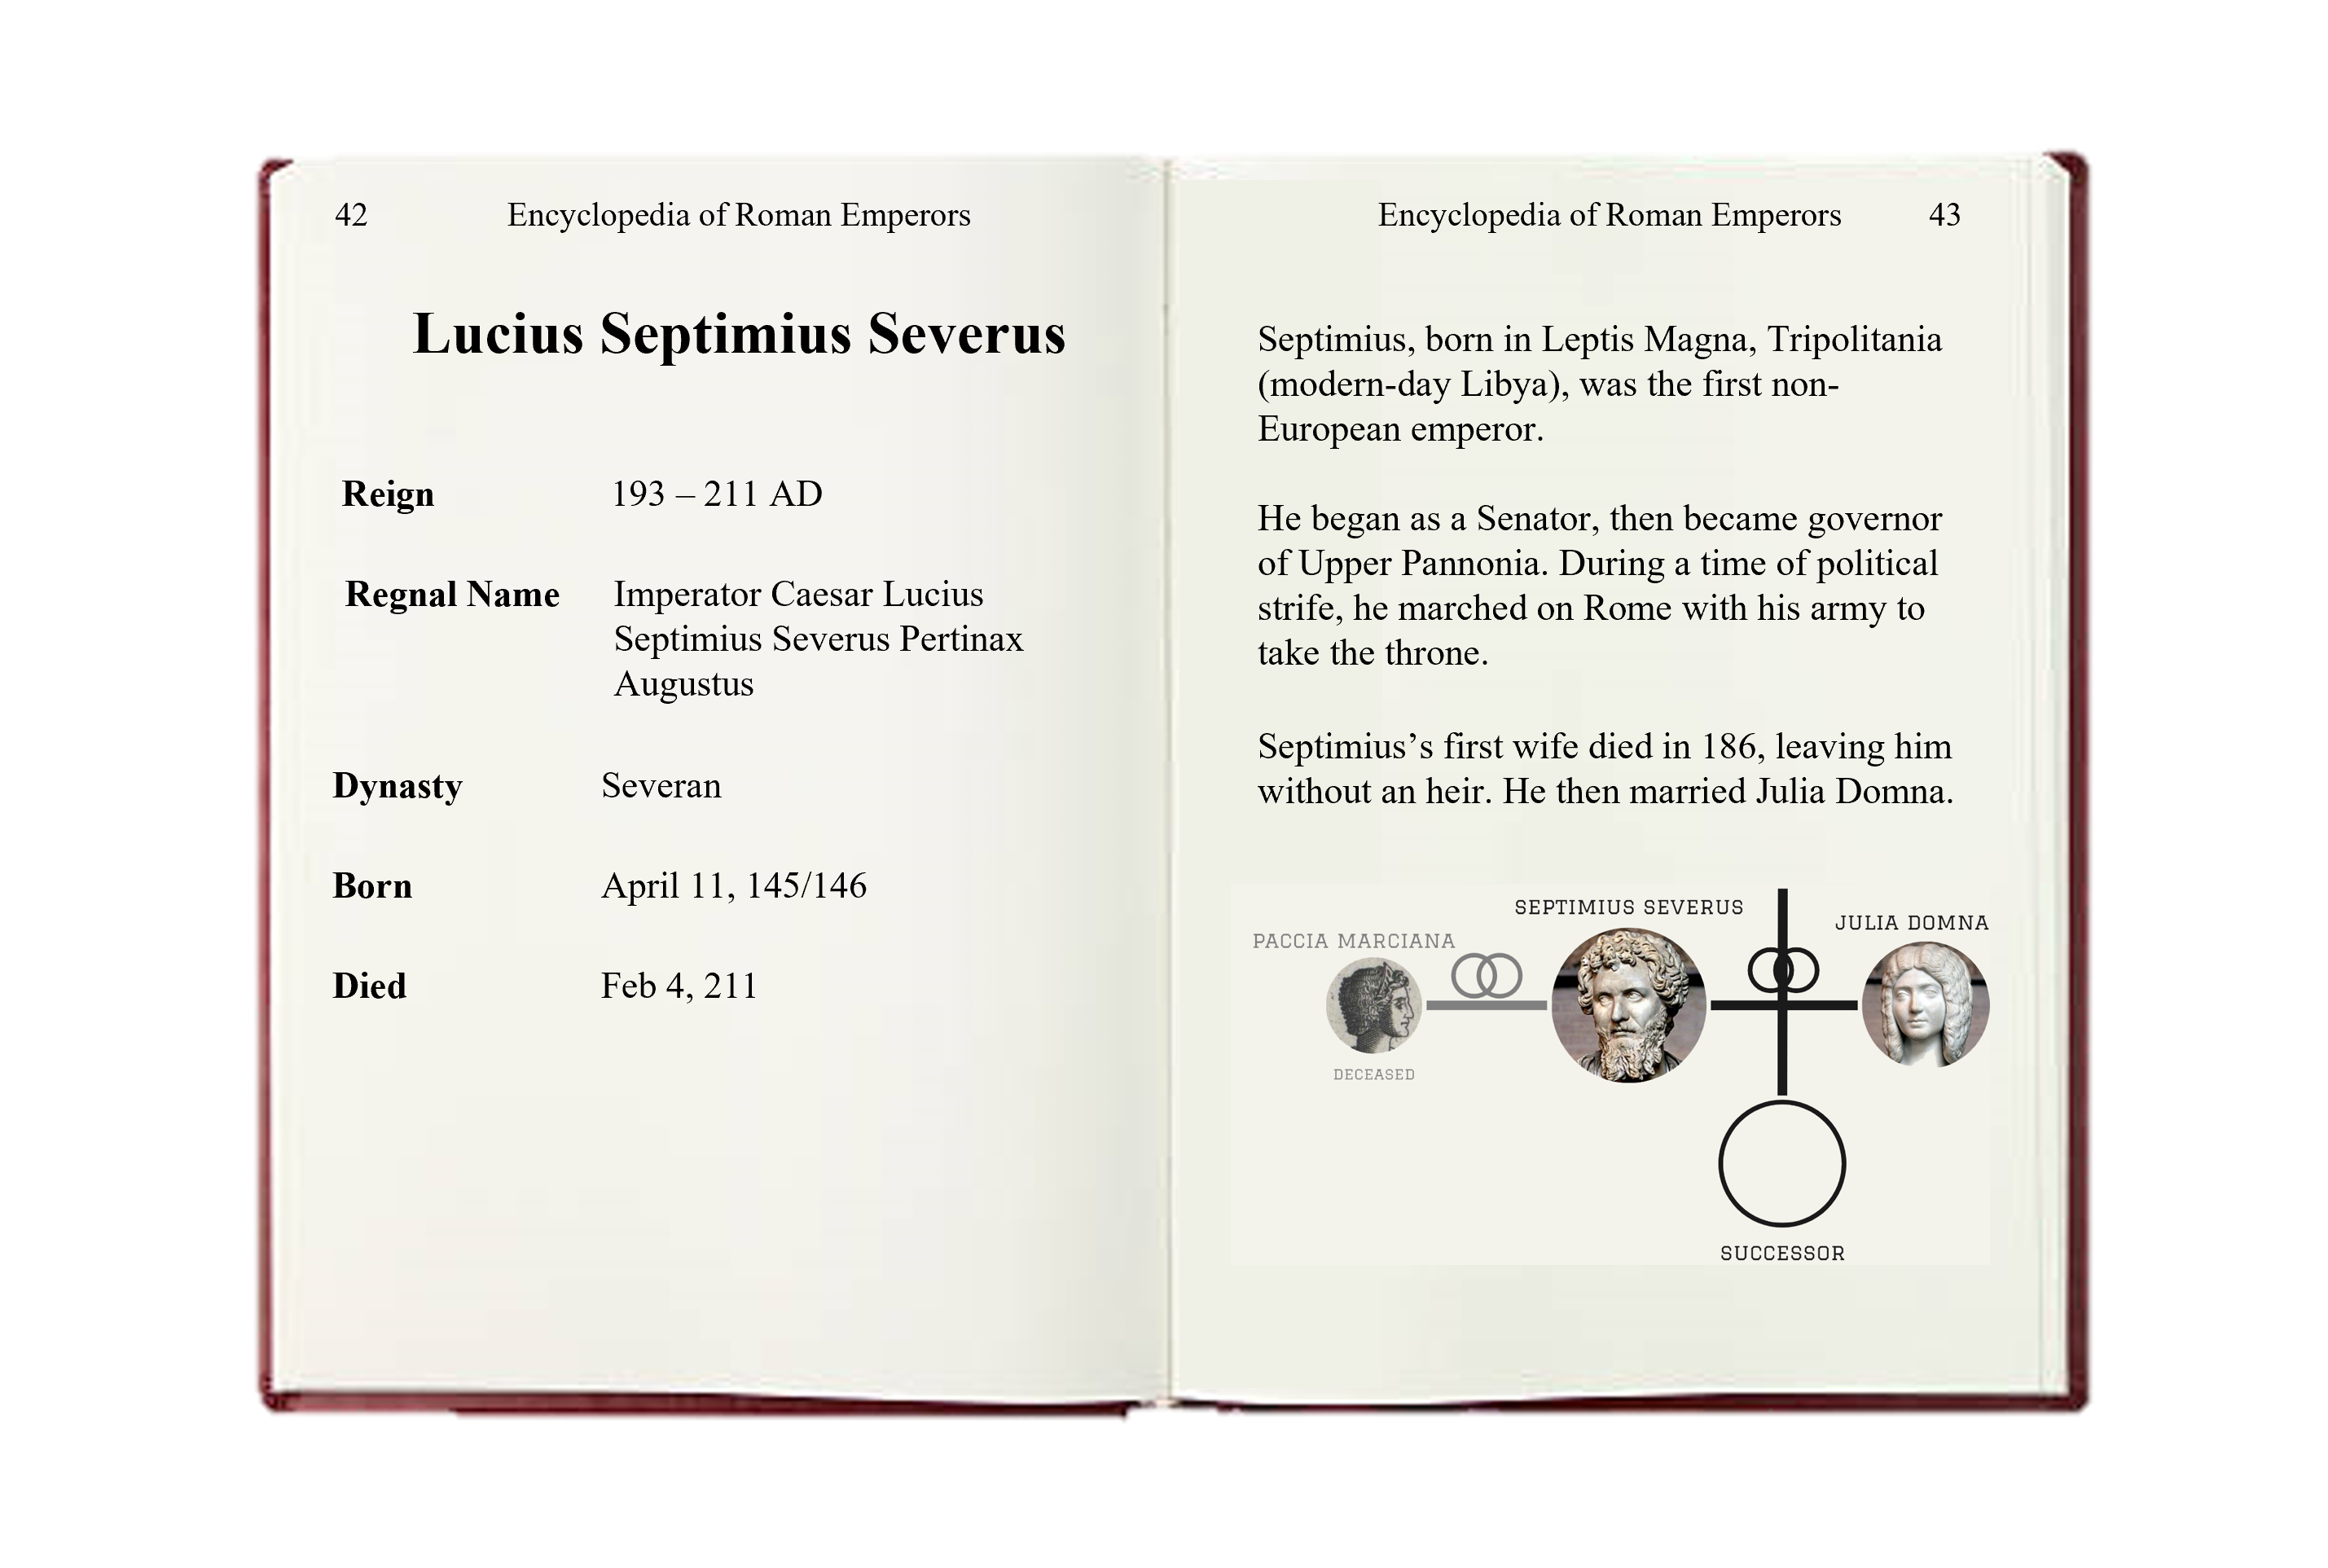 42 Encyclopedia of Roman Emperors
Lucius Septimius Severus
Reign 193 – 211 AD
Regnal Name Imperator Caesar Lucius
Septimius Severus Pertinax
Augustus
Dynasty Severan
Born April 11, 145/146
Died Feb 4, 211
Encyclopedia of Roman Emperors 43
Septimius, born in Leptis Magna, Tripolitania
(modern-day Libya), was the first non-
European emperor.
He began as a Senator, then became governor
of Upper Pannonia. During a time of political
strife, he marched on Rome with his army to
take the throne.
Septimius’s first wife died in 186, leaving him
without an heir. He then married Julia Domna.
SEPTIMIUS SEVERUS
JULIA DOMNA
PACCIA MARCIANA
DECEASED
SUCCESSOR